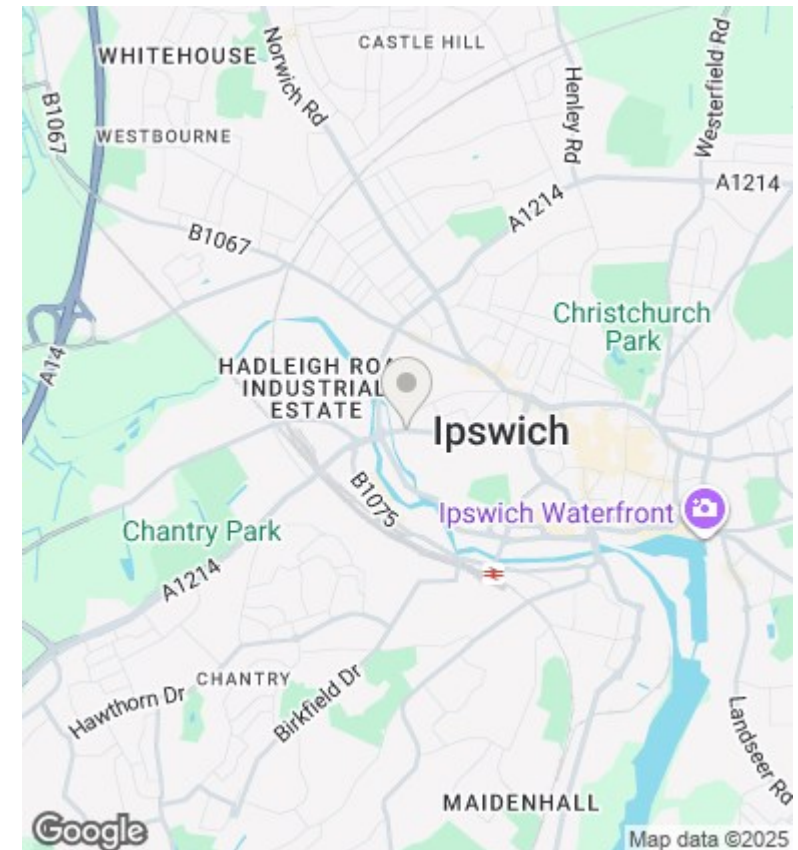 WHITEHOUSE
CASTLE HILL
Norwich Rd
Henley Rd
Westerfield Rd
B1067
WESTBOURNE
A1214
A1214
B1067
Christchurch
Park
A14
HADLEIGH RO
INDUSTRIAL
ESTATE
Ipswich
B1075
Ipswich Waterfront
Chantry Park
A1214
CHANTRY
Hawthorn Dr
Birkfield Dr
Landseer Rd
MAIDENHALL
Google
Map data ©2025